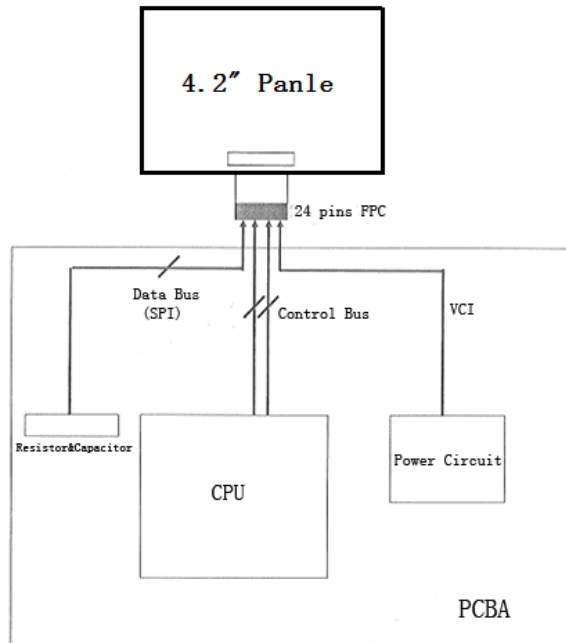 4.2" Panle
24 pins FPC
Data Bus
(SPI)
Control Bus
VCI
Resistor&Capacitor
CPU
Power Circuit
PCBA